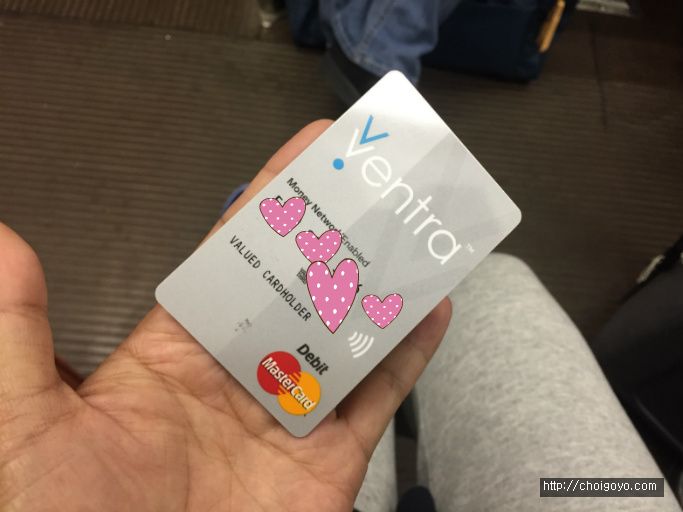 Ventra™
Money Network Enabled
VALUED CARDHOLDER
Debit
MasterCard
http://choigoyo.com